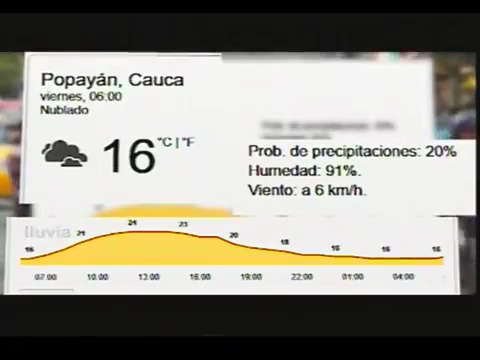 Popayán, Cauca
viernes, 06:00
Nublado
16 °C | °F
Prob. de precipitaciones: 20%
Humedad: 91%.
Viento: a 6 km/h.
lluvia
16 21 24 23 20 18 16 16 16
07:00 10:00 13:00 16:00 19:00 22:00 01:00 04:00